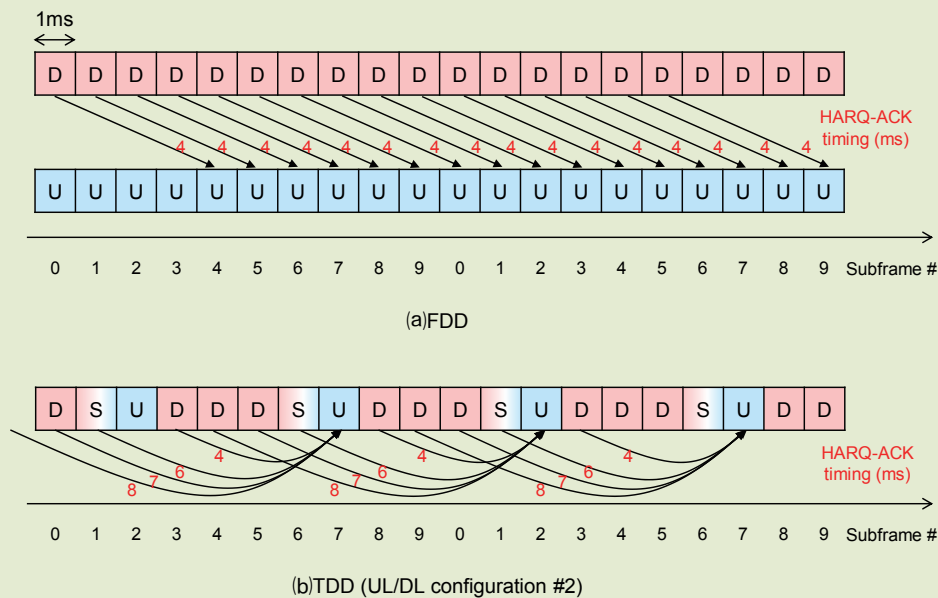 1ms
D D D D D D D D D D D D D D D D D D D D
HARQ-ACK
timing (ms)
4 4 4 4 4 4 4 4 4 4 4 4 4 4 4 4
U U U U U U U U U U U U U U U U U U U U
0 1 2 3 4 5 6 7 8 9 0 1 2 3 4 5 6 7 8 9 Subframe #
(a)FDD
D S U D D D S U D D D S U D D D S U D D
HARQ-ACK
timing (ms)
8 7 6 4 8 7 6 4 8 7 6 4
0 1 2 3 4 5 6 7 8 9 0 1 2 3 4 5 6 7 8 9 Subframe #
(b)TDD (UL/DL configuration #2)